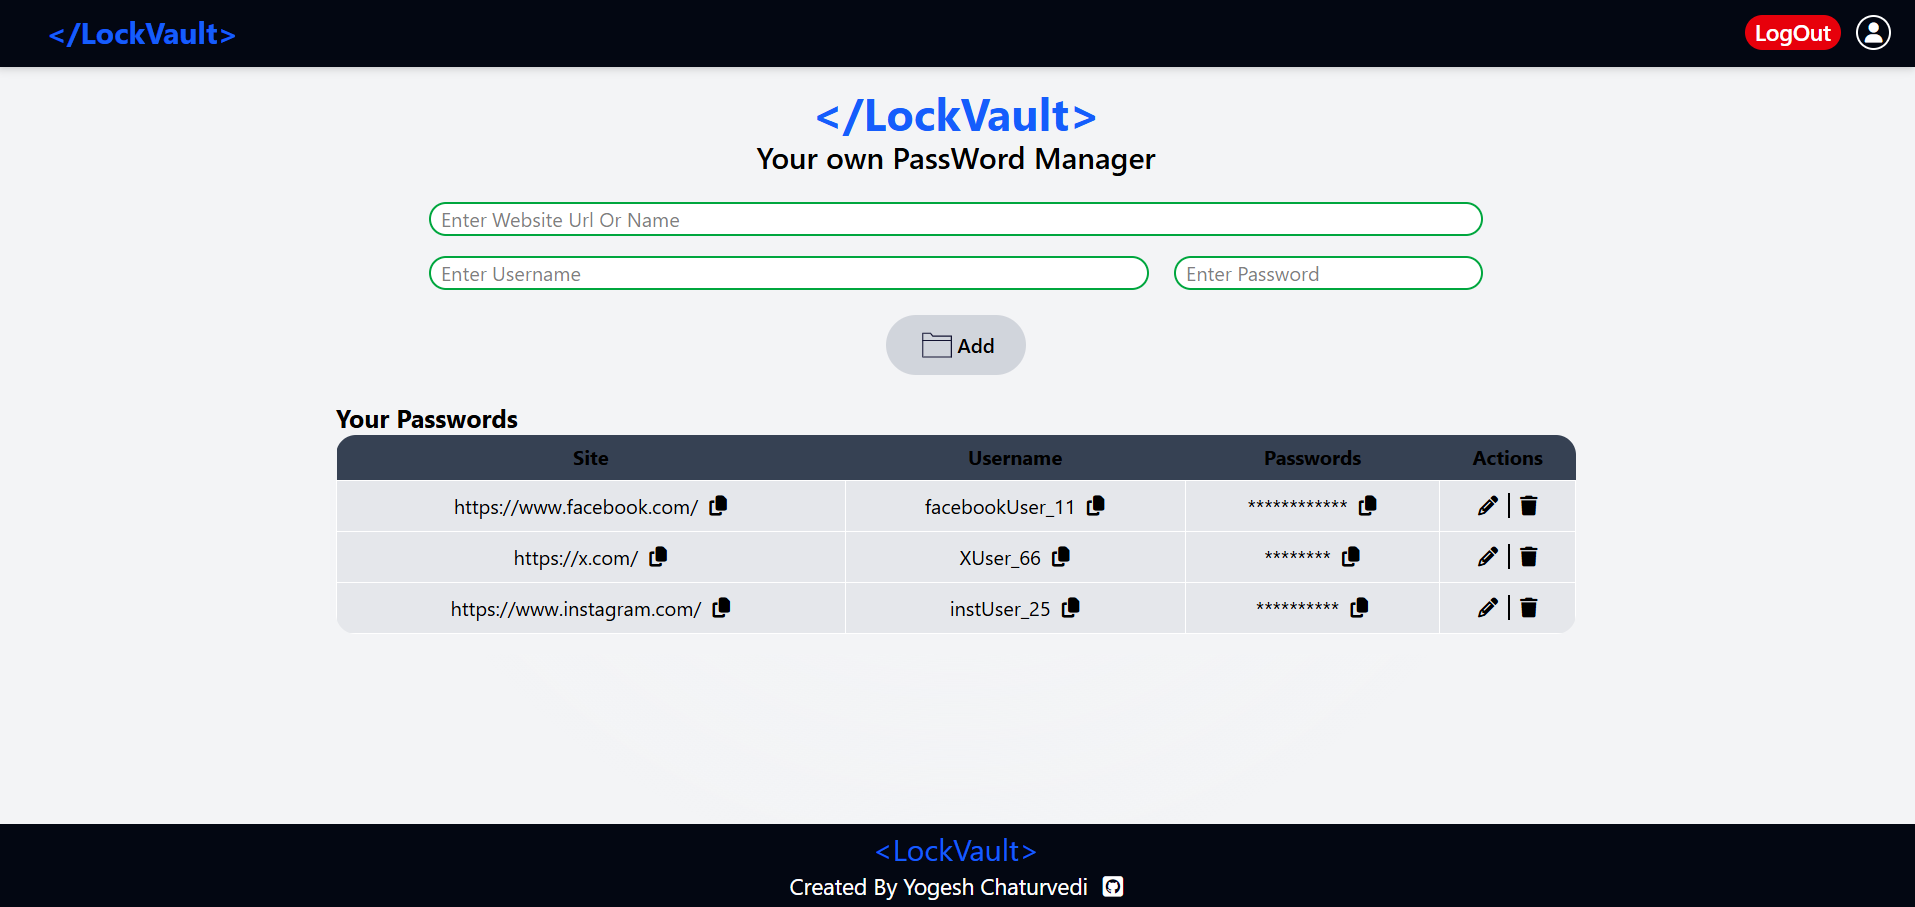 </LockVault> LogOut
</LockVault>
Your own PassWord Manager
Enter Website Url Or Name
Enter Username Enter Password
Add
Your Passwords
Site Username Passwords Actions
https://www.facebook.com/ facebookUser_11 ************
https://x.com/ XUser_66 ********
https://www.instagram.com/ instUser_25 **********
<LockVault>
Created By Yogesh Chaturvedi